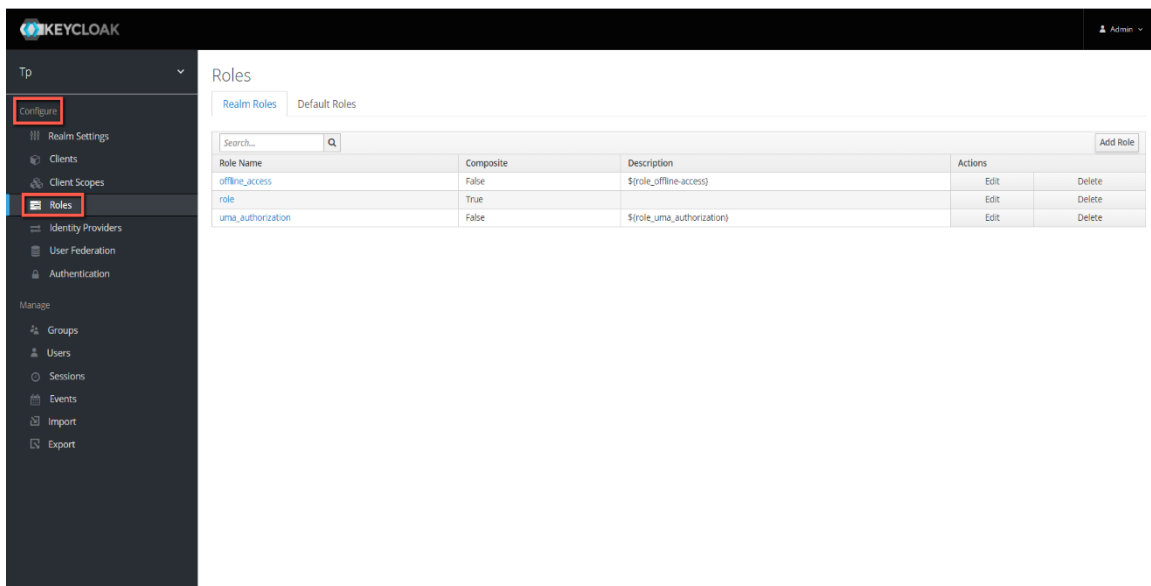 KEYCLOAK
Admin
Tp
Configure
Realm Settings
Clients
Client Scopes
Roles
Identity Providers
User Federation
Authentication
Manage
Groups
Users
Sessions
Events
Import
Export
Roles
Realm Roles Default Roles
Search... Add Role
Role Name Composite Description Actions
offline_access False ${role_offline-access} Edit Delete
role True Edit Delete
uma_authorization False ${role_uma_authorization} Edit Delete